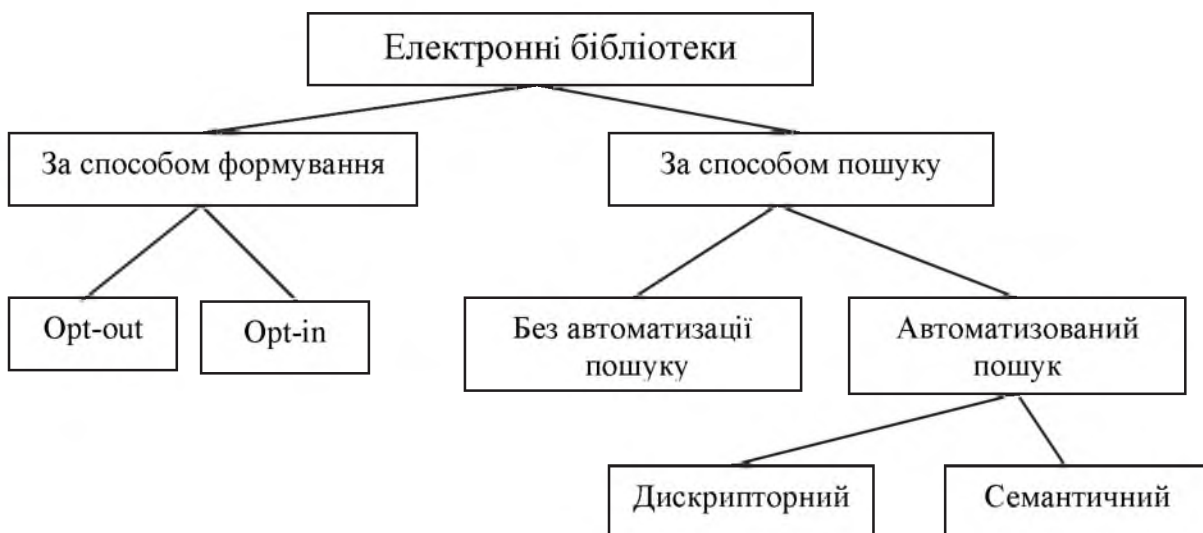 Електронні бібліотеки
За способом формування
За способом пошуку
Opt-out
Opt-in
Без автоматизації
пошуку
Автоматизований
пошук
Дискрипторний
Семантичний